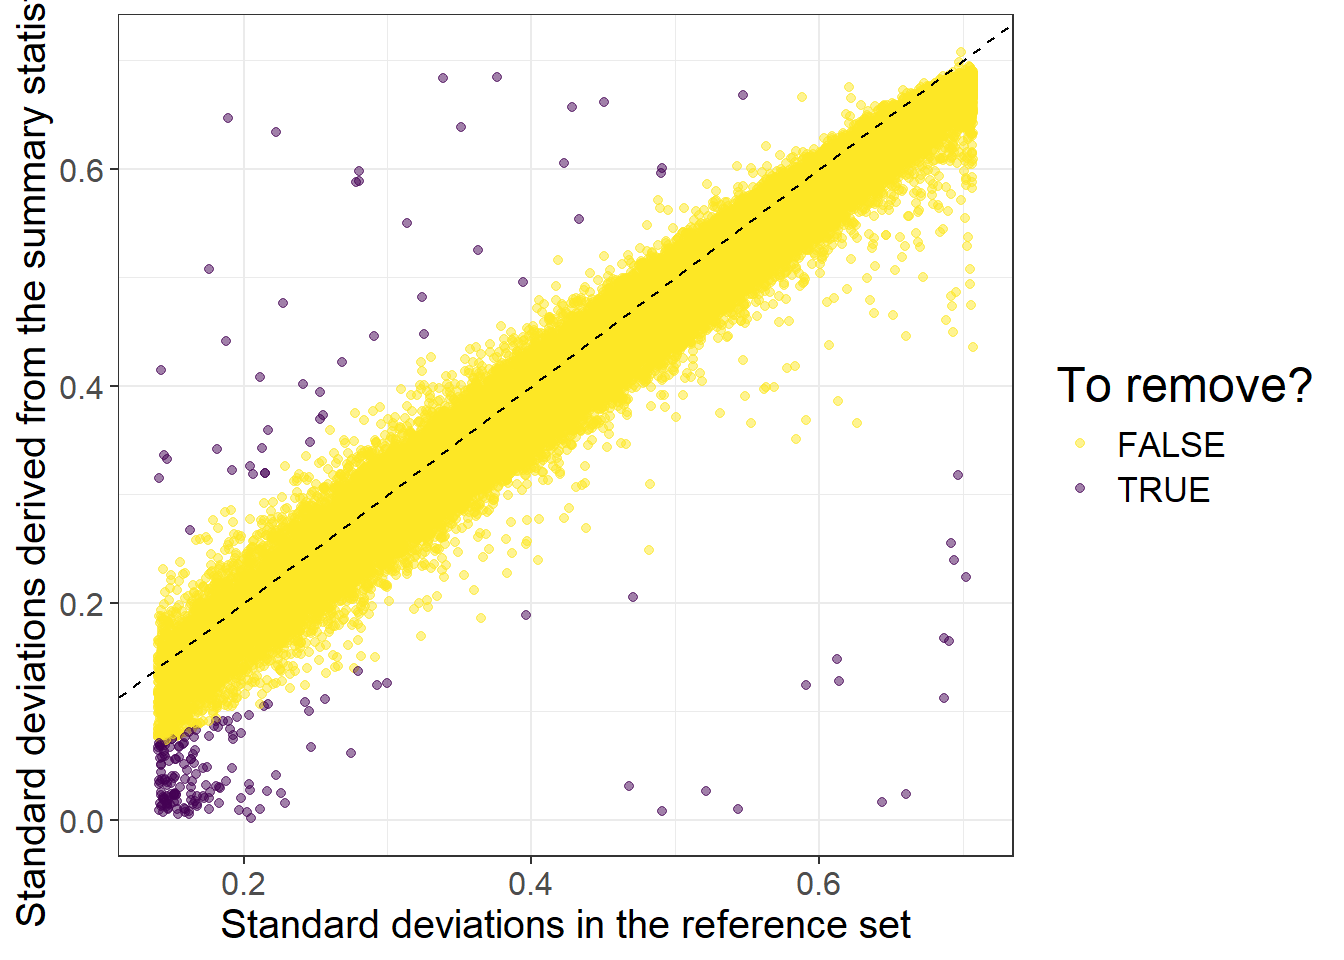 Standard deviations derived from the summary
0.6
0.4
0.2
0.0
0.2
0.4
0.6
Standard deviations in the reference set
To remove?
FALSE
TRUE